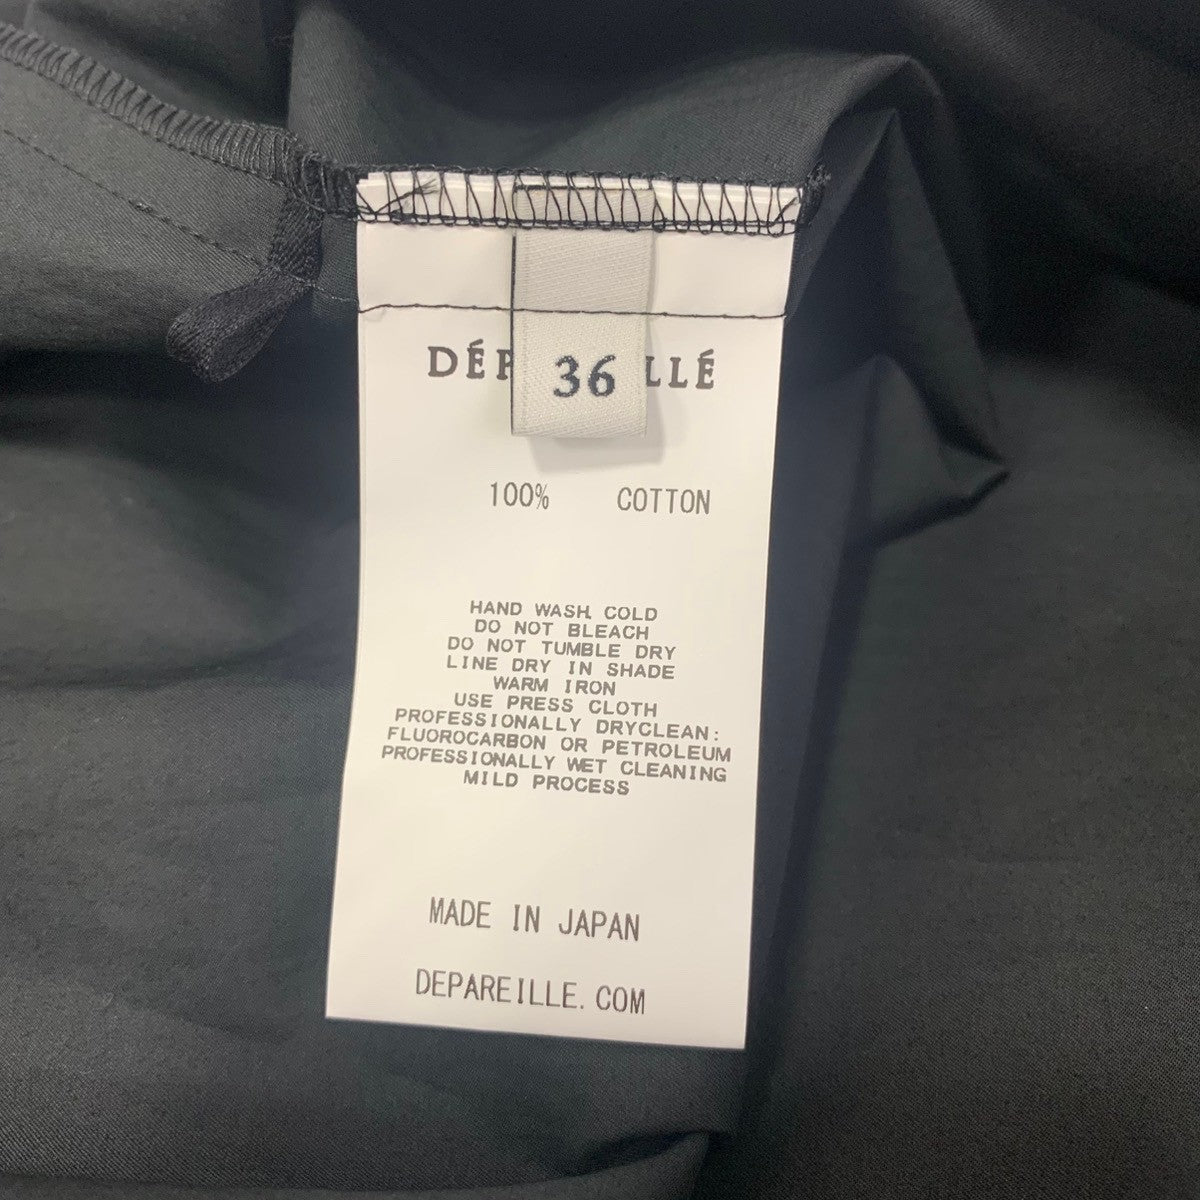 DÉP LLÉ
36
100% COTTON
HAND WASH COLD
DO NOT BLEACH
DO NOT TUMBLE DRY
LINE DRY IN SHADE
WARM IRON
USE PRESS CLOTH
PROFESSIONALLY DRYCLEAN:
FLUOROCARBON OR PETROLEUM
PROFESSIONALLY WET CLEANING
MILD PROCESS
MADE IN JAPAN
DEPAREILLE.COM